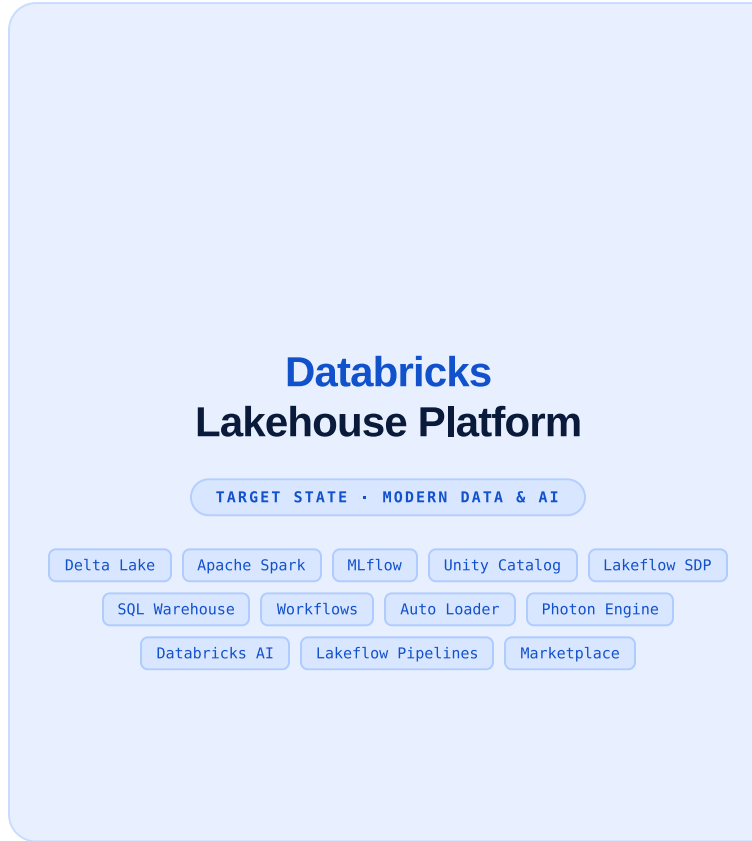 Databricks
Lakehouse Platform
TARGET STATE · MODERN DATA & AI
Delta Lake Apache Spark MLflow Unity Catalog Lakeflow SDP
SQL Warehouse Workflows Auto Loader Photon Engine
Databricks AI Lakeflow Pipelines Marketplace